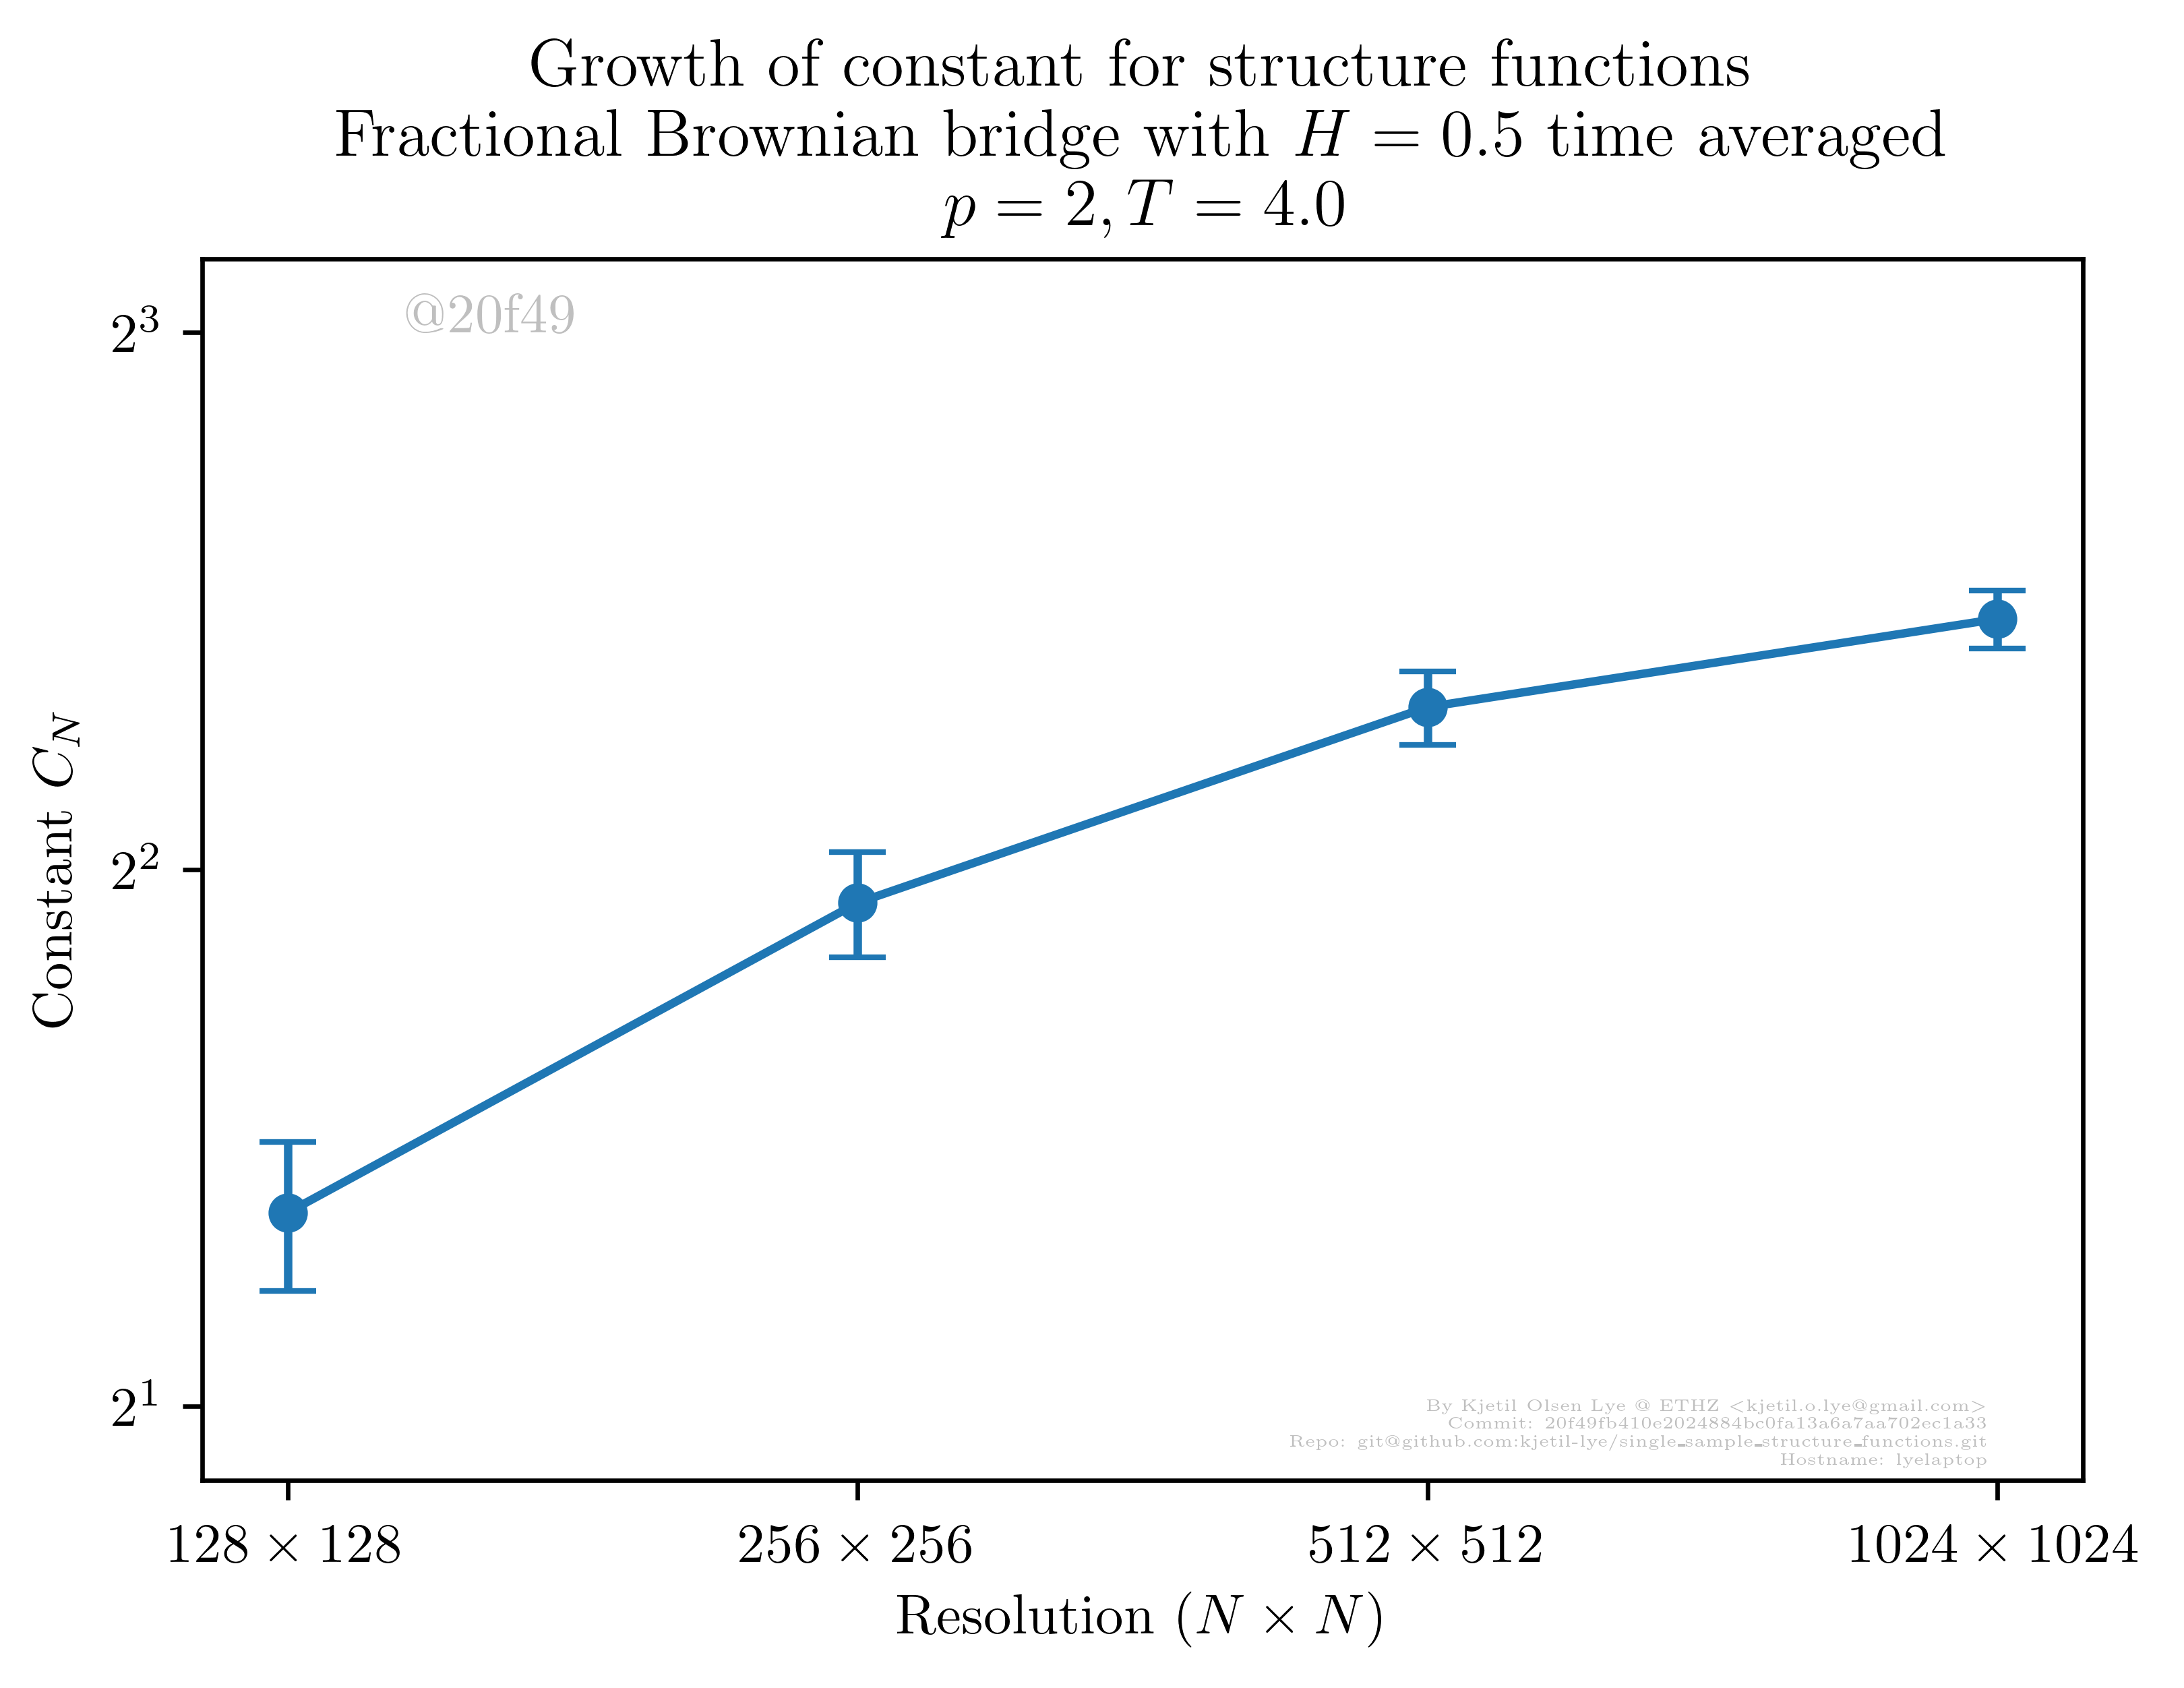 Growth of constant for structure functions
Fractional Brownian bridge with H = 0.5 time averaged
p = 2, T = 4.0
@20f49
2³
2²
2¹
Constant C_N
By Kjetil Olsen Lye @ ETHZ <kjetil.o.lye@gmail.com>
Commit: 20f49fb410e2024884bc0fa13a6a7aa702ec1a33
Repo: git@github.com:kjetil-lye/single_sample_structure_functions.git
Hostname: lyelaptop
128 × 128
256 × 256
512 × 512
1024 × 1024
Resolution (N × N)